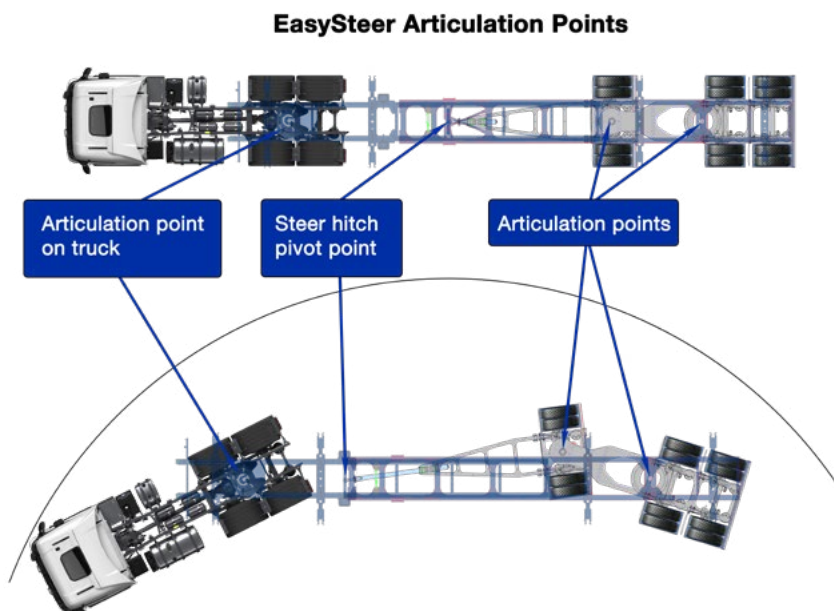 EasySteer Articulation Points
Articulation point
on truck
Steer hitch
pivot point
Articulation points